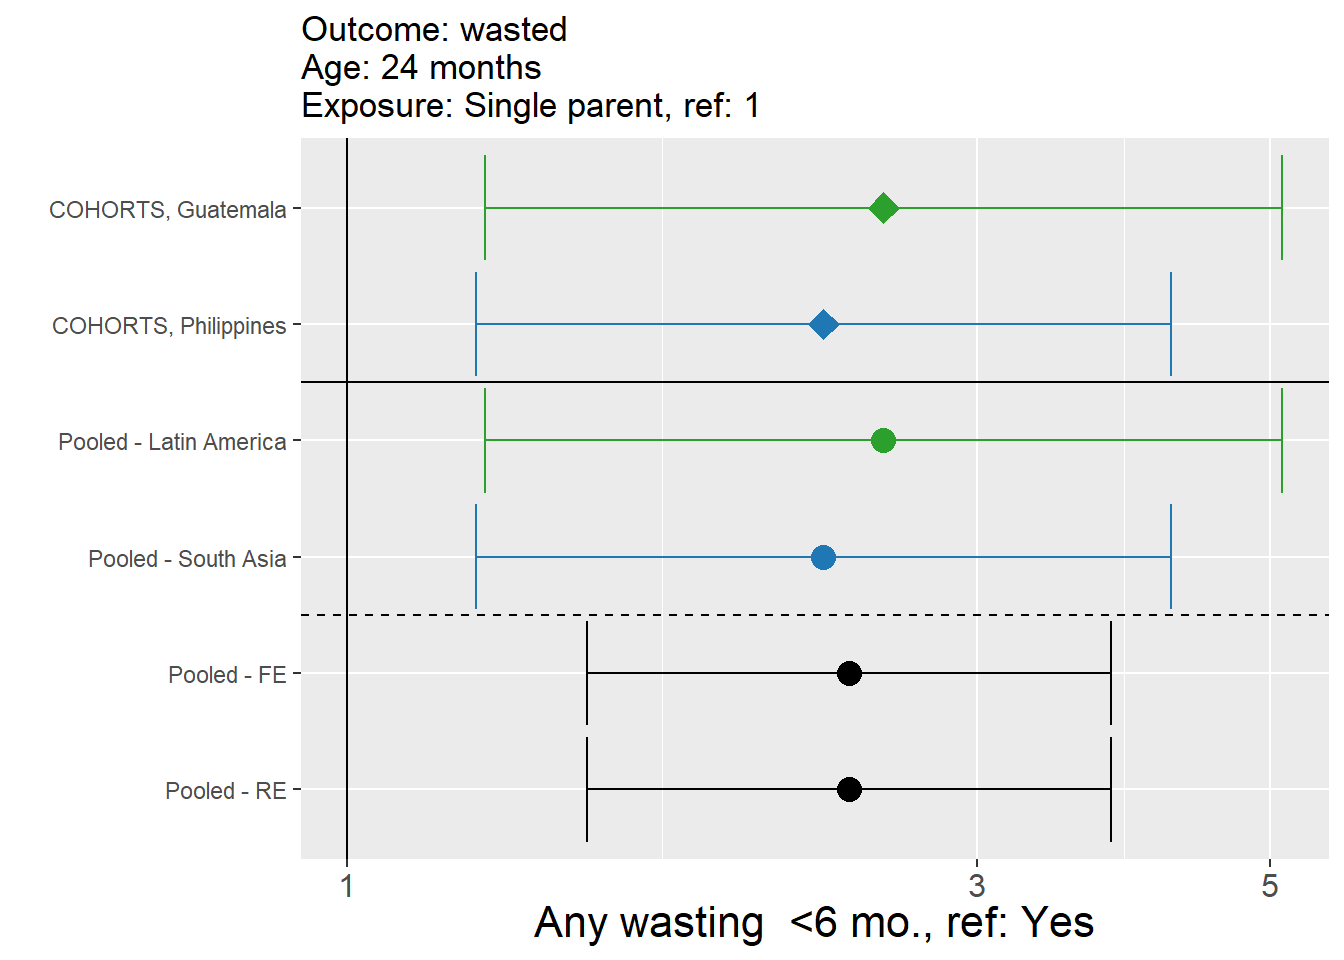 Outcome: wasted
Age: 24 months
Exposure: Single parent, ref: 1
COHORTS, Guatemala
COHORTS, Philippines
Pooled - Latin America
Pooled - South Asia
Pooled - FE
Pooled - RE
1 3 5
Any wasting  <6 mo., ref: Yes